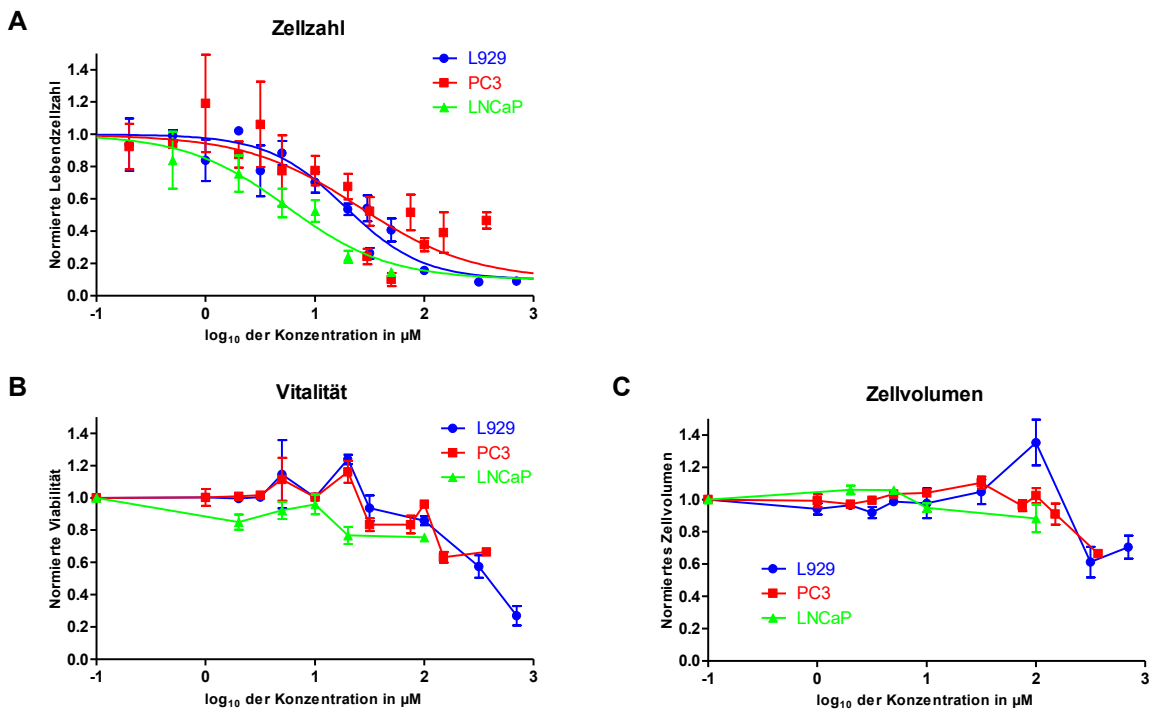 A
Zellzahl
L929
PC3
LNCaP
Normierte Lebendzellzahl
1.4
1.2
1.0
0.8
0.6
0.4
0.2
0.0
-1 0 1 2 3
log10 der Konzentration in µM
B
Vitalität
L929
PC3
LNCaP
Normierte Viabilität
1.4
1.2
1.0
0.8
0.6
0.4
0.2
0.0
-1 0 1 2 3
log10 der Konzentration in µM
C
Zellvolumen
Normiertes Zellvolumen
1.4
1.2
1.0
0.8
0.6
0.4
0.2
0.0
L929
PC3
LNCaP
-1 0 1 2 3
log10 der Konzentration in µM